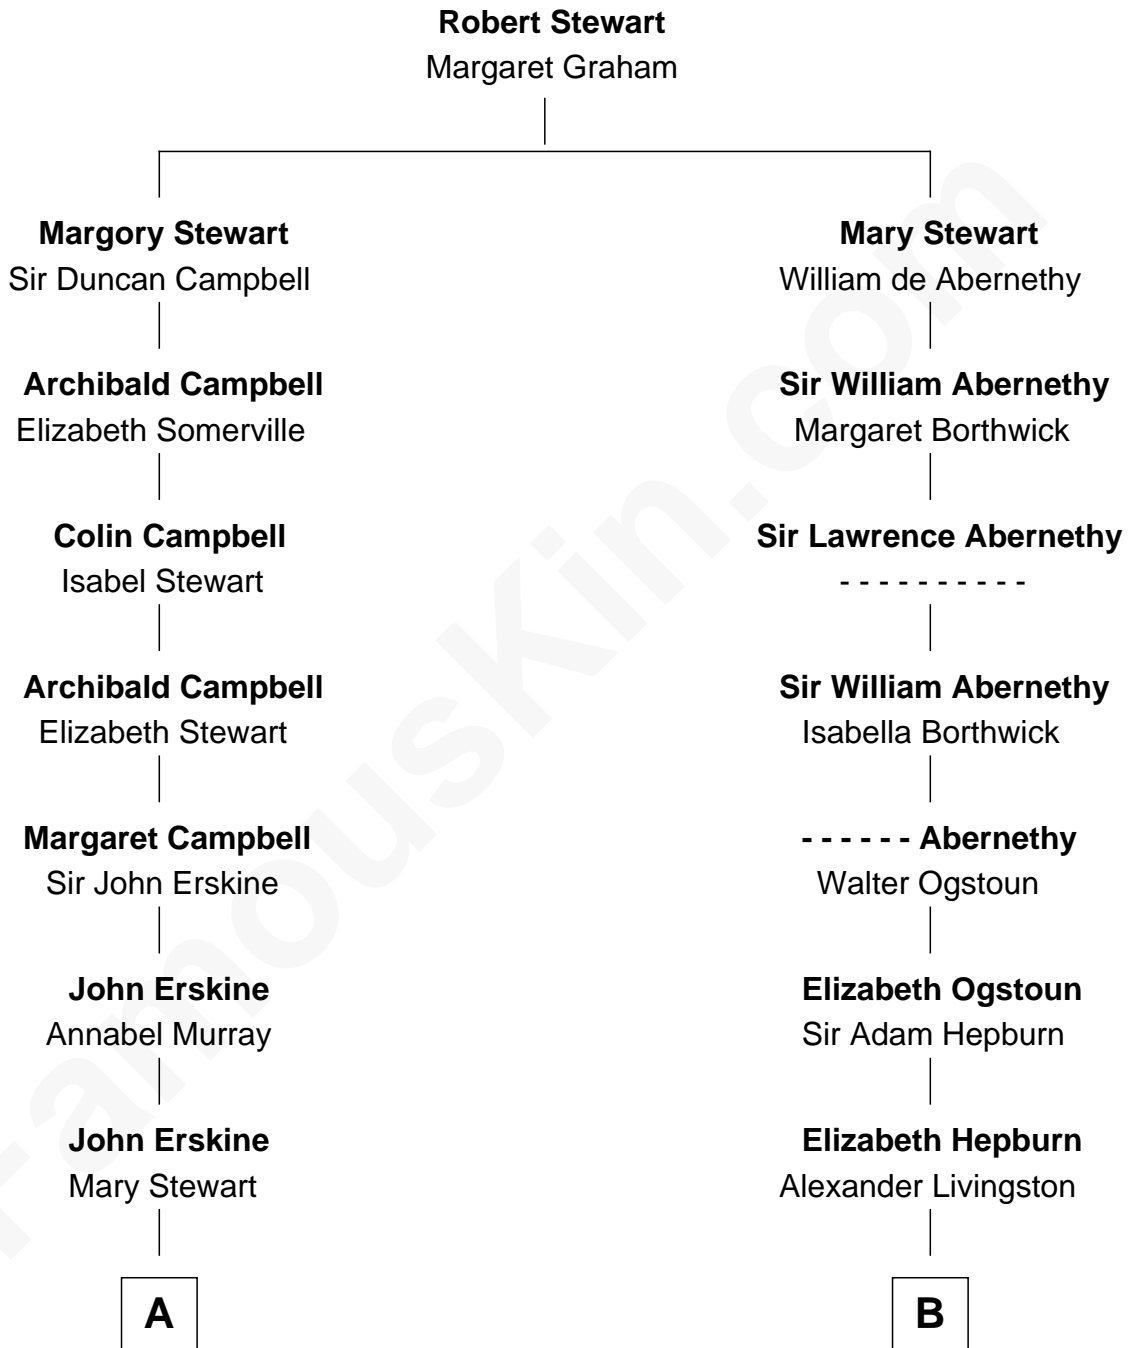 Robert Stewart
Margaret Graham
Margory Stewart
Sir Duncan Campbell
Mary Stewart
William de Abernethy
Archibald Campbell
Elizabeth Somerville
Sir William Abernethy
Margaret Borthwick
Colin Campbell
Isabel Stewart
Sir Lawrence Abernethy
- - - - - - - - - -
Archibald Campbell
Elizabeth Stewart
Sir William Abernethy
Isabella Borthwick
Margaret Campbell
Sir John Erskine
- - - - - - Abernethy
Walter Ogstoun
John Erskine
Annabel Murray
Elizabeth Ogstoun
Sir Adam Hepburn
John Erskine
Mary Stewart
Elizabeth Hepburn
Alexander Livingston
A
B
FamousKin.com